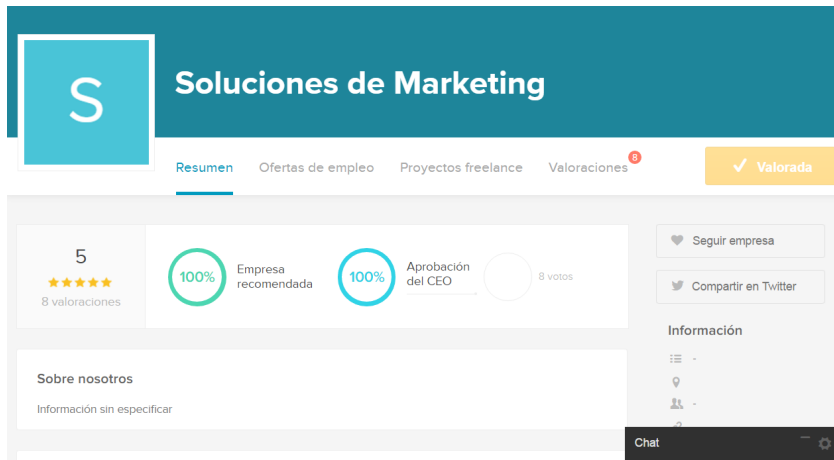 S
Soluciones de Marketing
Resumen Ofertas de empleo Proyectos freelance Valoraciones 8
Valorada
5
8 valoraciones
100% Empresa recomendada
100% Aprobación del CEO
8 votos
Seguir empresa
Compartir en Twitter
Información
-
-
Sobre nosotros
Información sin especificar
Chat